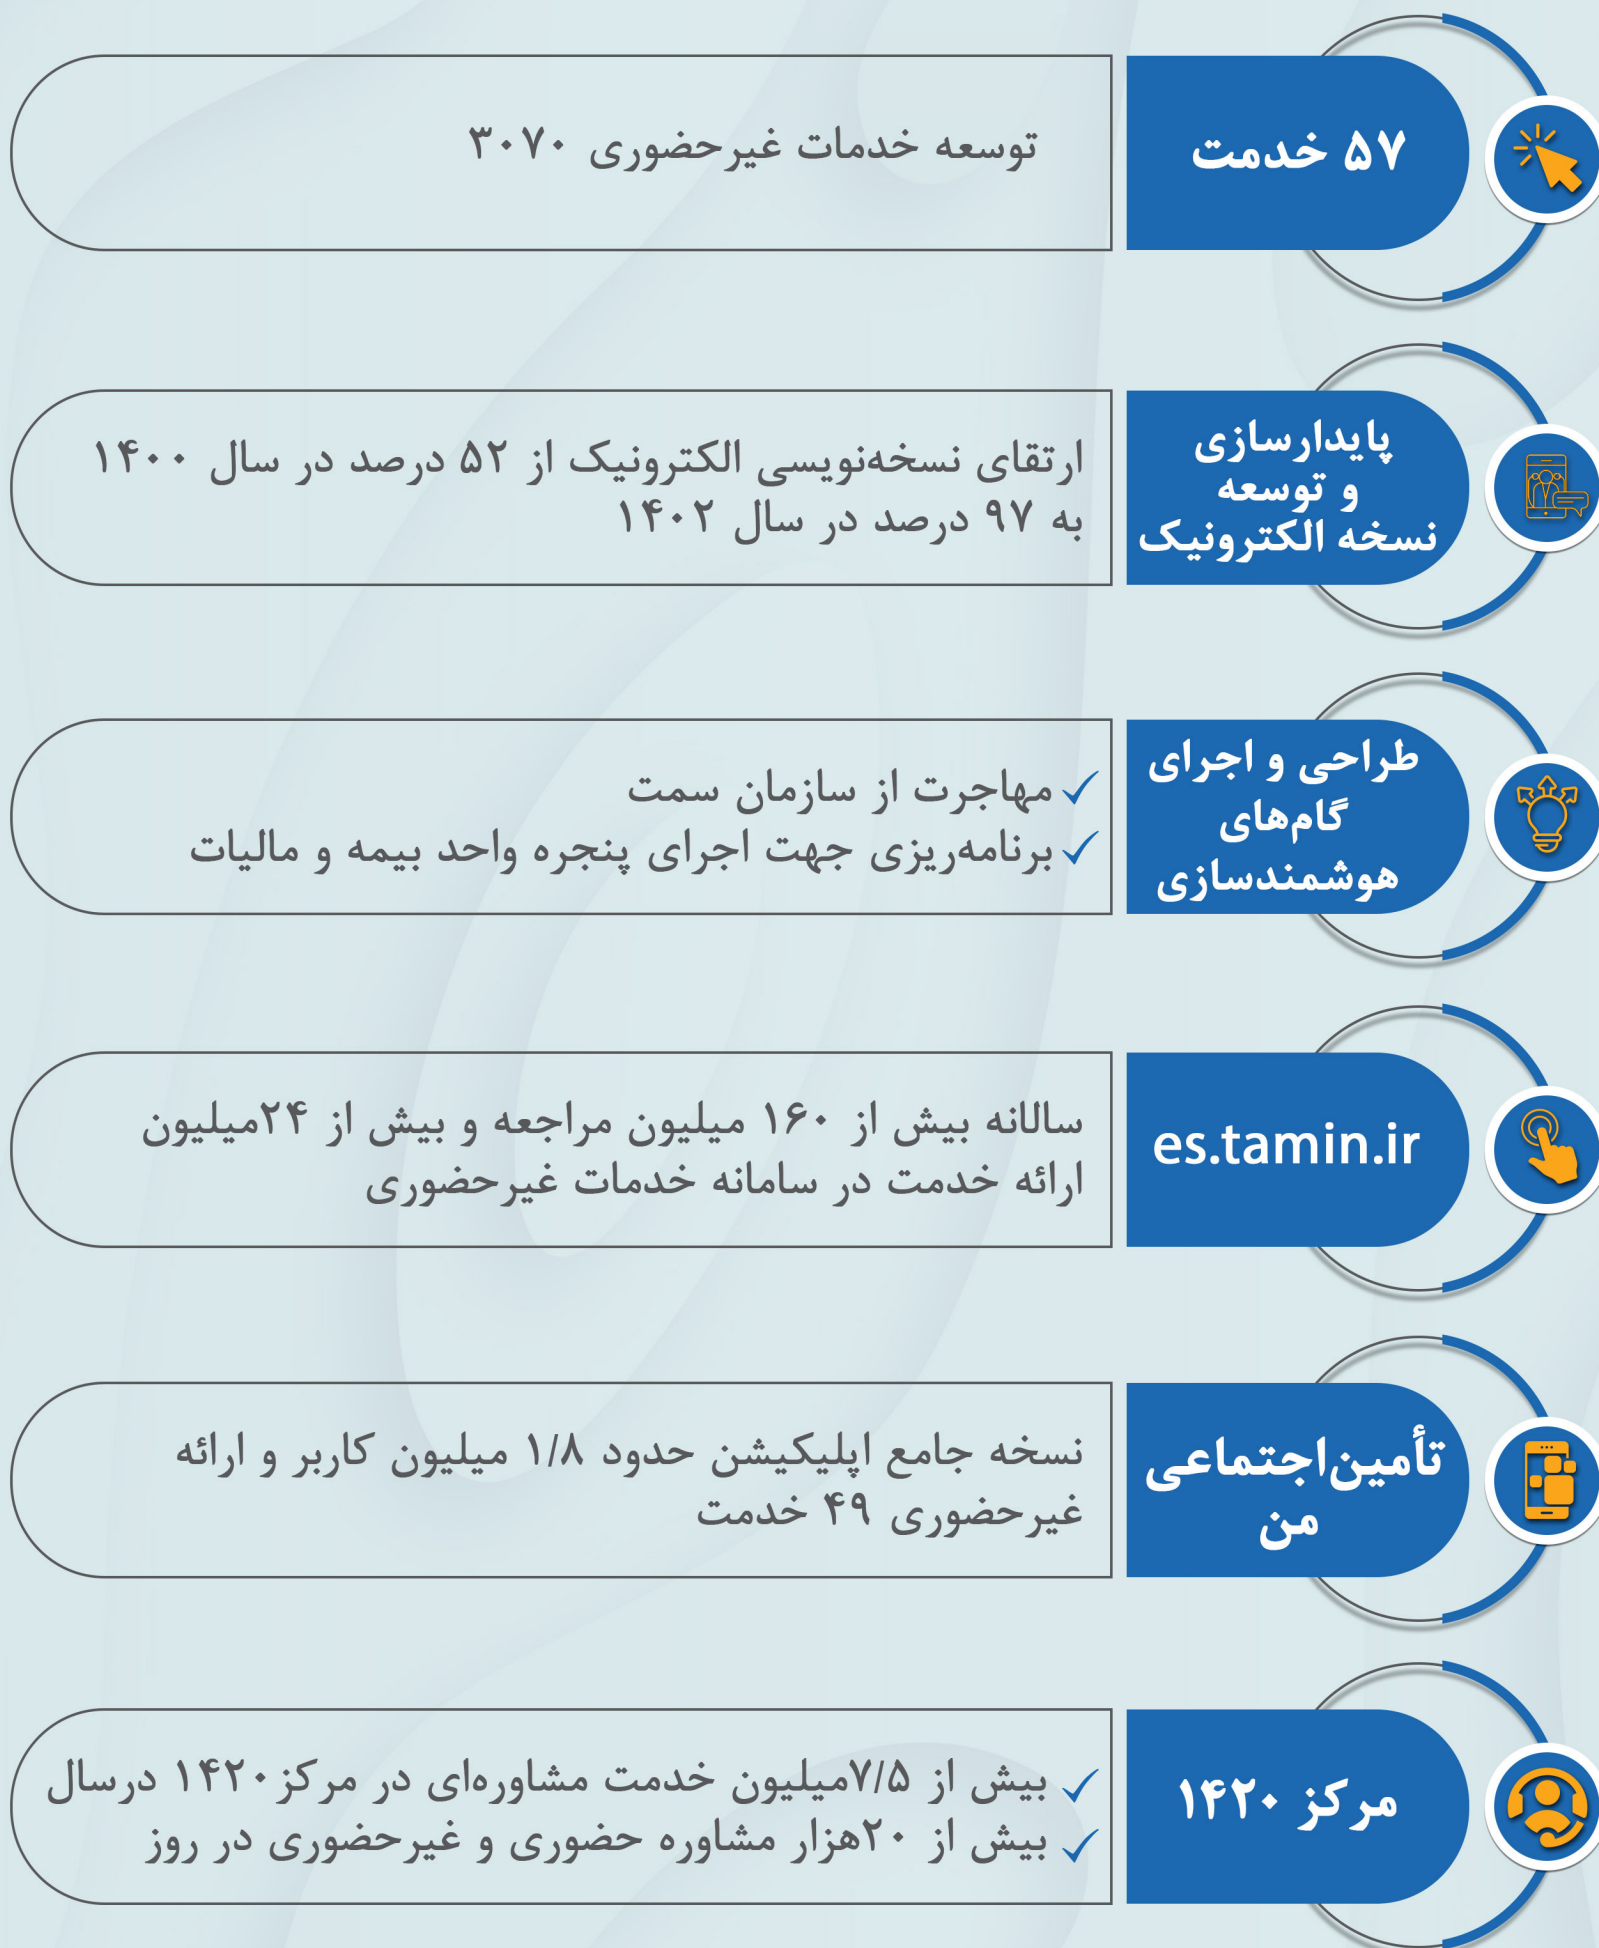 ۵۷ خدمت
توسعه خدمات غیرحضوری ۳۰۷۰
پایدارسازی
و توسعه
نسخه الکترونیک
ارتقای نسخه‌نویسی الکترونیک از ۵۲ درصد در سال ۱۴۰۰
به ۹۷ درصد در سال ۱۴۰۲
طراحی و اجرای
گام‌های
هوشمندسازی
✓ مهاجرت از سازمان سمت
✓ برنامه‌ریزی جهت اجرای پنجره واحد بیمه و مالیات
es.tamin.ir
سالانه بیش از ۱۶۰ میلیون مراجعه و بیش از ۲۴میلیون
ارائه خدمت در سامانه خدمات غیرحضوری
تأمین‌اجتماعی
من
نسخه جامع اپلیکیشن حدود ۱/۸ میلیون کاربر و ارائه
غیرحضوری ۴۹ خدمت
مرکز ۱۴۲۰
✓ بیش از ۷/۵میلیون خدمت مشاوره‌ای در مرکز۱۴۲۰ درسال
✓ بیش از ۲۰هزار مشاوره حضوری و غیرحضوری در روز